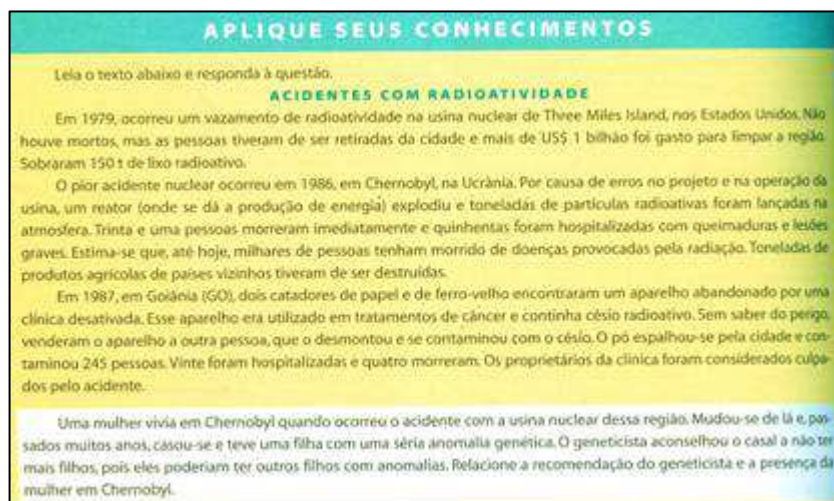 APLIQUE SEUS CONHECIMENTOS
Leia o texto abaixo e responda à questão.
ACIDENTES COM RADIOATIVIDADE
Em 1979, ocorreu um vazamento de radioatividade na usina nuclear de Three Miles Island, nos Estados Unidos. Não
houve mortos, mas as pessoas tiveram de ser retiradas da cidade e mais de US$ 1 bilhão foi gasto para limpar a região.
Sobraram 150 t de lixo radioativo.
O pior acidente nuclear ocorreu em 1986, em Chernobyl, na Ucrânia. Por causa de erros no projeto e na operação da
usina, um reator (onde se dá a produção de energia) explodiu e toneladas de partículas radioativas foram lançadas na
atmosfera. Trinta e uma pessoas morreram imediatamente e quinhentas foram hospitalizadas com queimaduras e lesões
graves. Estima-se que, até hoje, milhares de pessoas tenham morrido de doenças provocadas pela radiação. Toneladas de
produtos agrícolas de países vizinhos tiveram de ser destruídas.
Em 1987, em Goiânia (GO), dois catadores de papel e de ferro-velho encontraram um aparelho abandonado por uma
clínica desativada. Esse aparelho era utilizado em tratamentos de câncer e continha césio radioativo. Sem saber do perigo,
venderam o aparelho a outra pessoa, que o desmontou e se contaminou com o césio. O pó espalhou-se pela cidade e con-
taminou 245 pessoas. Vinte foram hospitalizadas e quatro morreram. Os proprietários da clínica foram considerados culpa-
dos pelo acidente.
Uma mulher vivia em Chernobyl quando ocorreu o acidente com a usina nuclear dessa região. Mudou-se de lá e, pas-
sados muitos anos, casou-se e teve uma filha com uma séria anomalia genética. O geneticista aconselhou o casal a não ter
mais filhos, pois eles poderiam ter outros filhos com anomalias. Relacione a recomendação do geneticista e a presença da
mulher em Chernobyl.